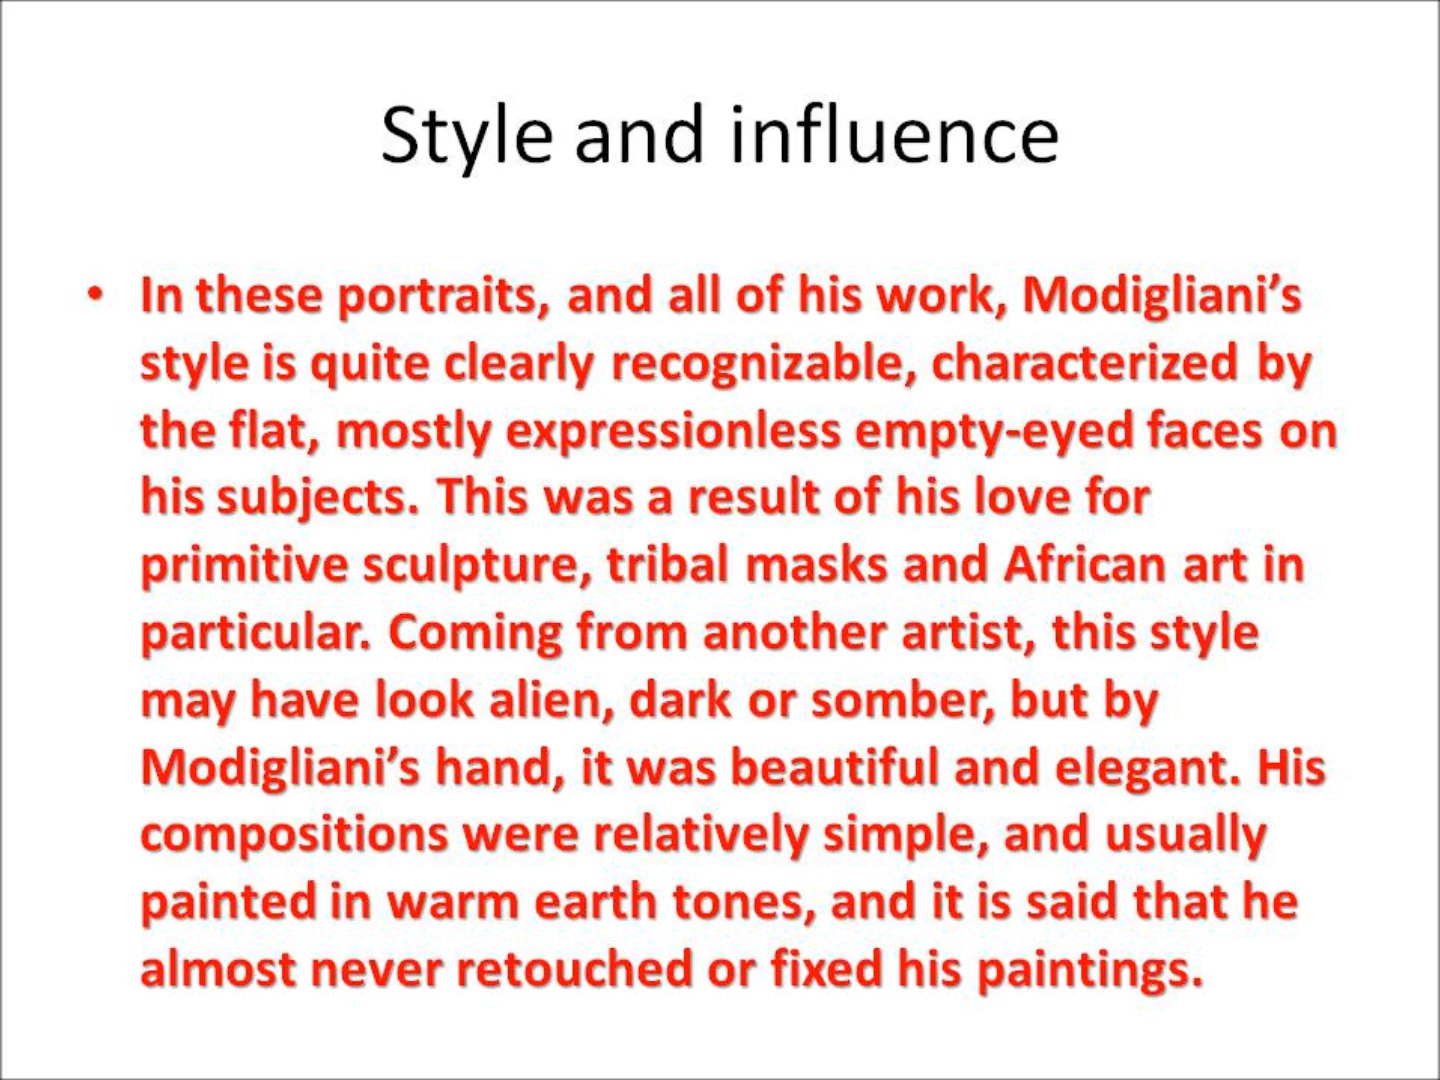 Style and influence
• In these portraits, and all of his work, Modigliani’s
style is quite clearly recognizable, characterized by
the flat, mostly expressionless empty-eyed faces on
his subjects. This was a result of his love for
primitive sculpture, tribal masks and African art in
particular. Coming from another artist, this style
may have look alien, dark or somber, but by
Modigliani’s hand, it was beautiful and elegant. His
compositions were relatively simple, and usually
painted in warm earth tones, and it is said that he
almost never retouched or fixed his paintings.